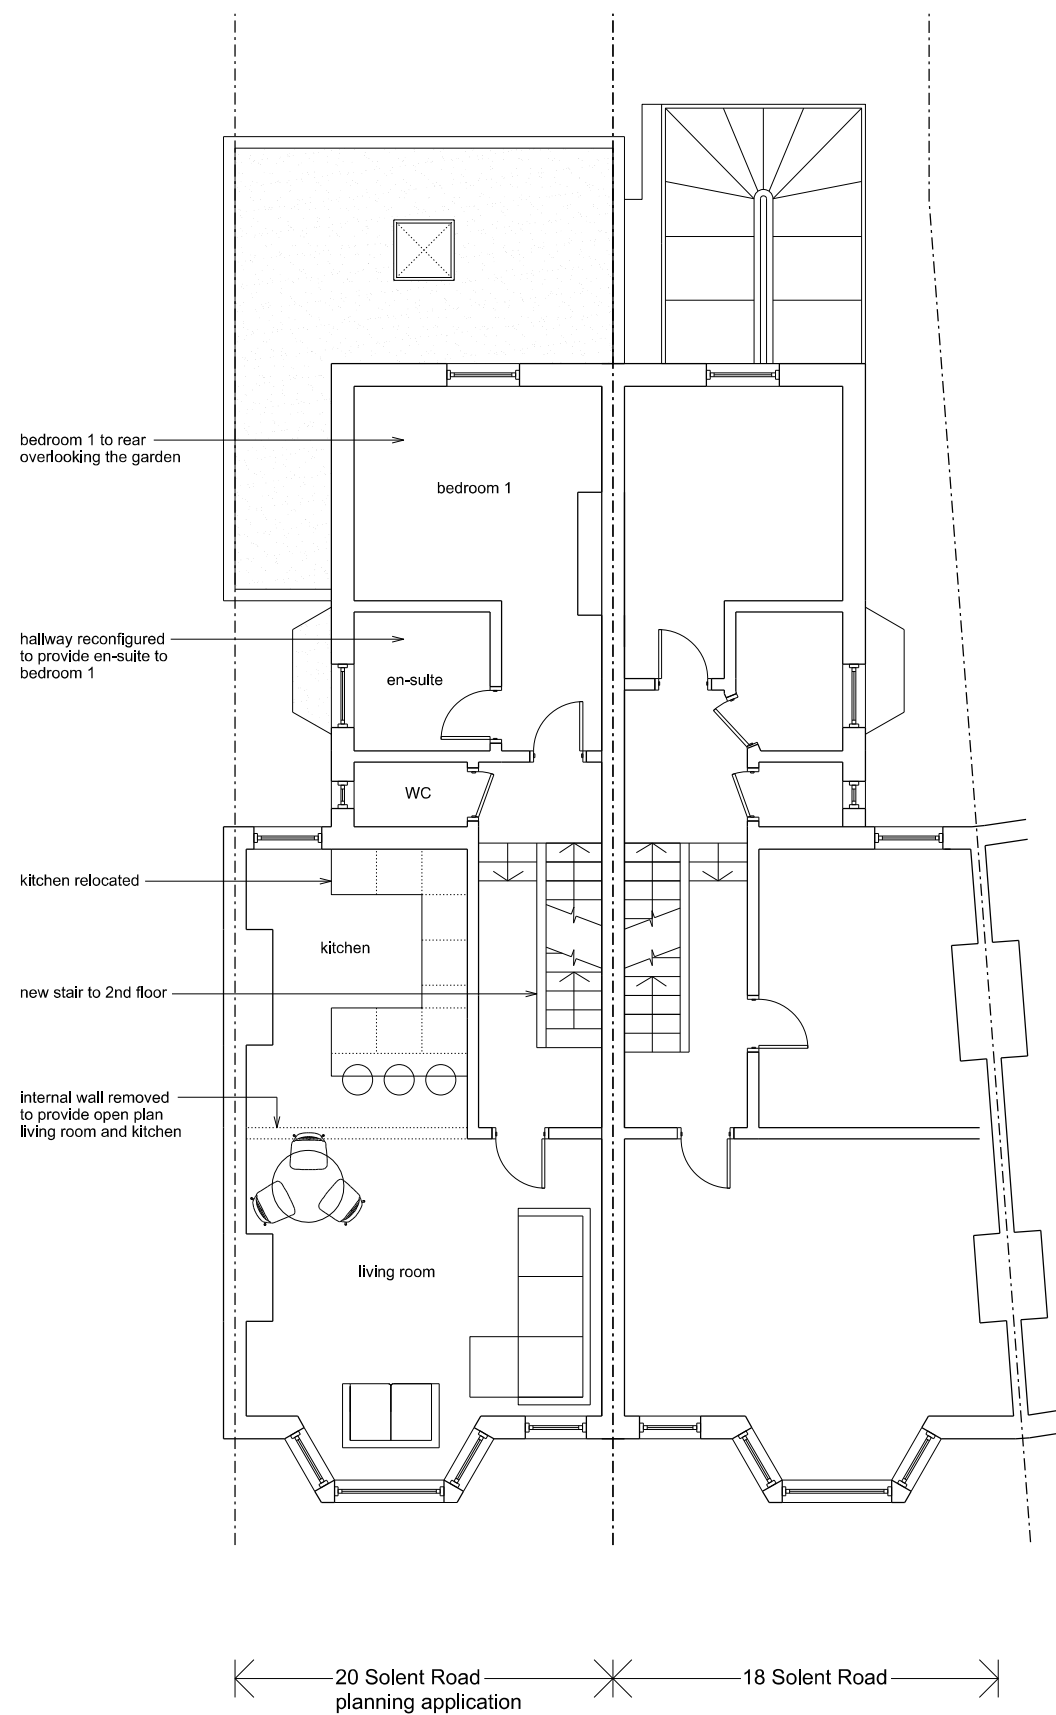 bedroom 1 to rear
overlooking the garden
bedroom 1
hallway reconfigured
to provide en-suite to
bedroom 1
en-suite
WC
kitchen relocated
kitchen
new stair to 2nd floor
internal wall removed
to provide open plan
living room and kitchen
living room
20 Solent Road
planning application
18 Solent Road